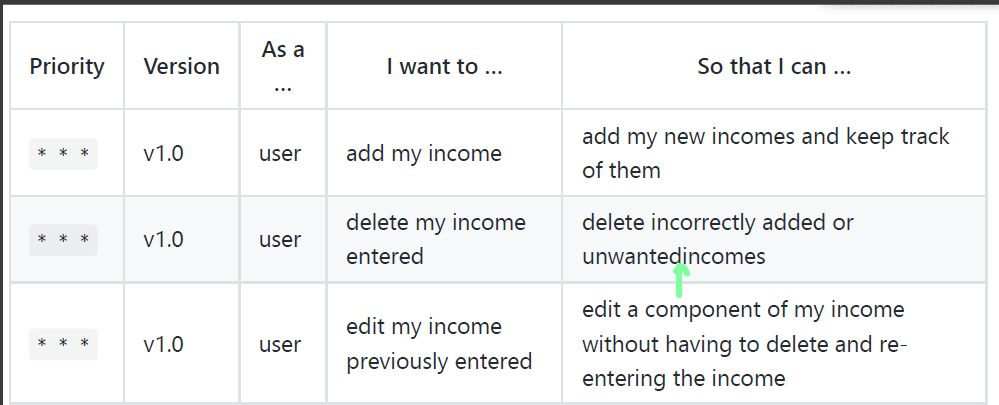 Priority Version As a ... I want to ... So that I can ...
* * * v1.0 user add my income add my new incomes and keep track of them
* * * v1.0 user delete my income entered delete incorrectly added or unwantedincomes
* * * v1.0 user edit my income previously entered edit a component of my income without having to delete and re-entering the income